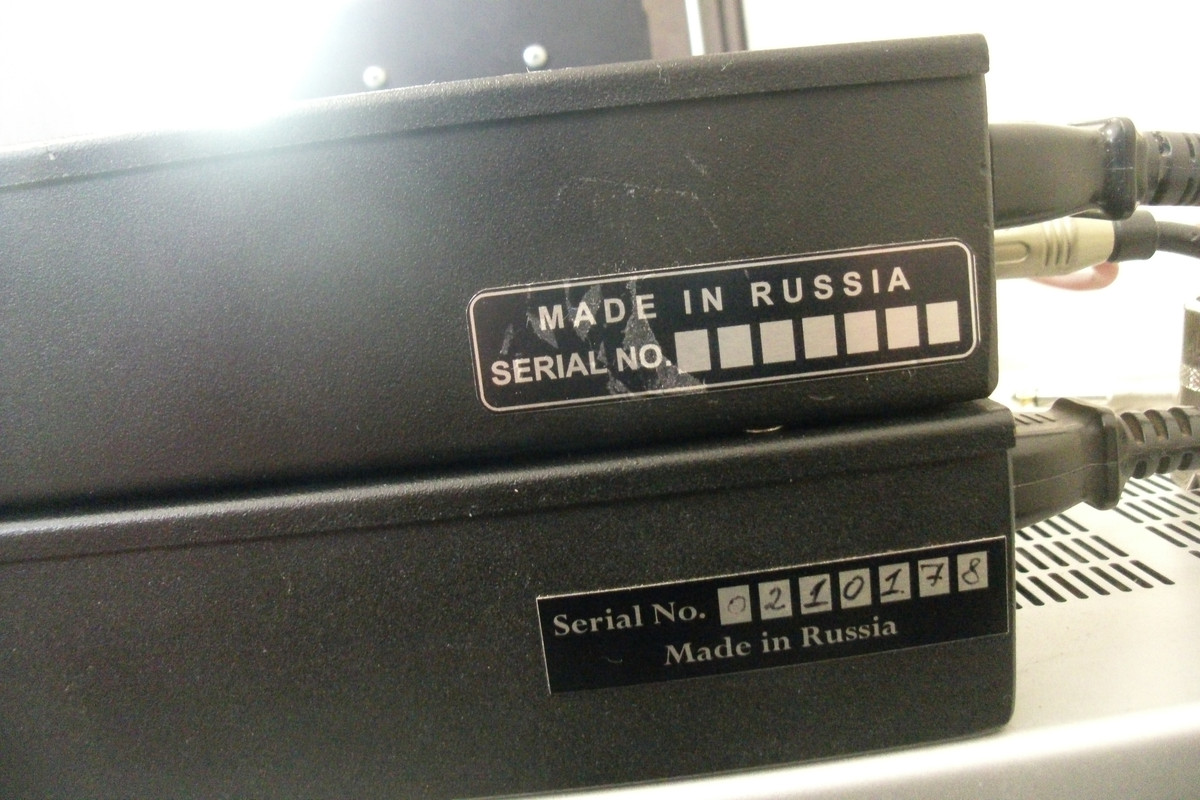 MADE IN RUSSIA
SERIAL NO.
Serial No. 0210178
Made in Russia